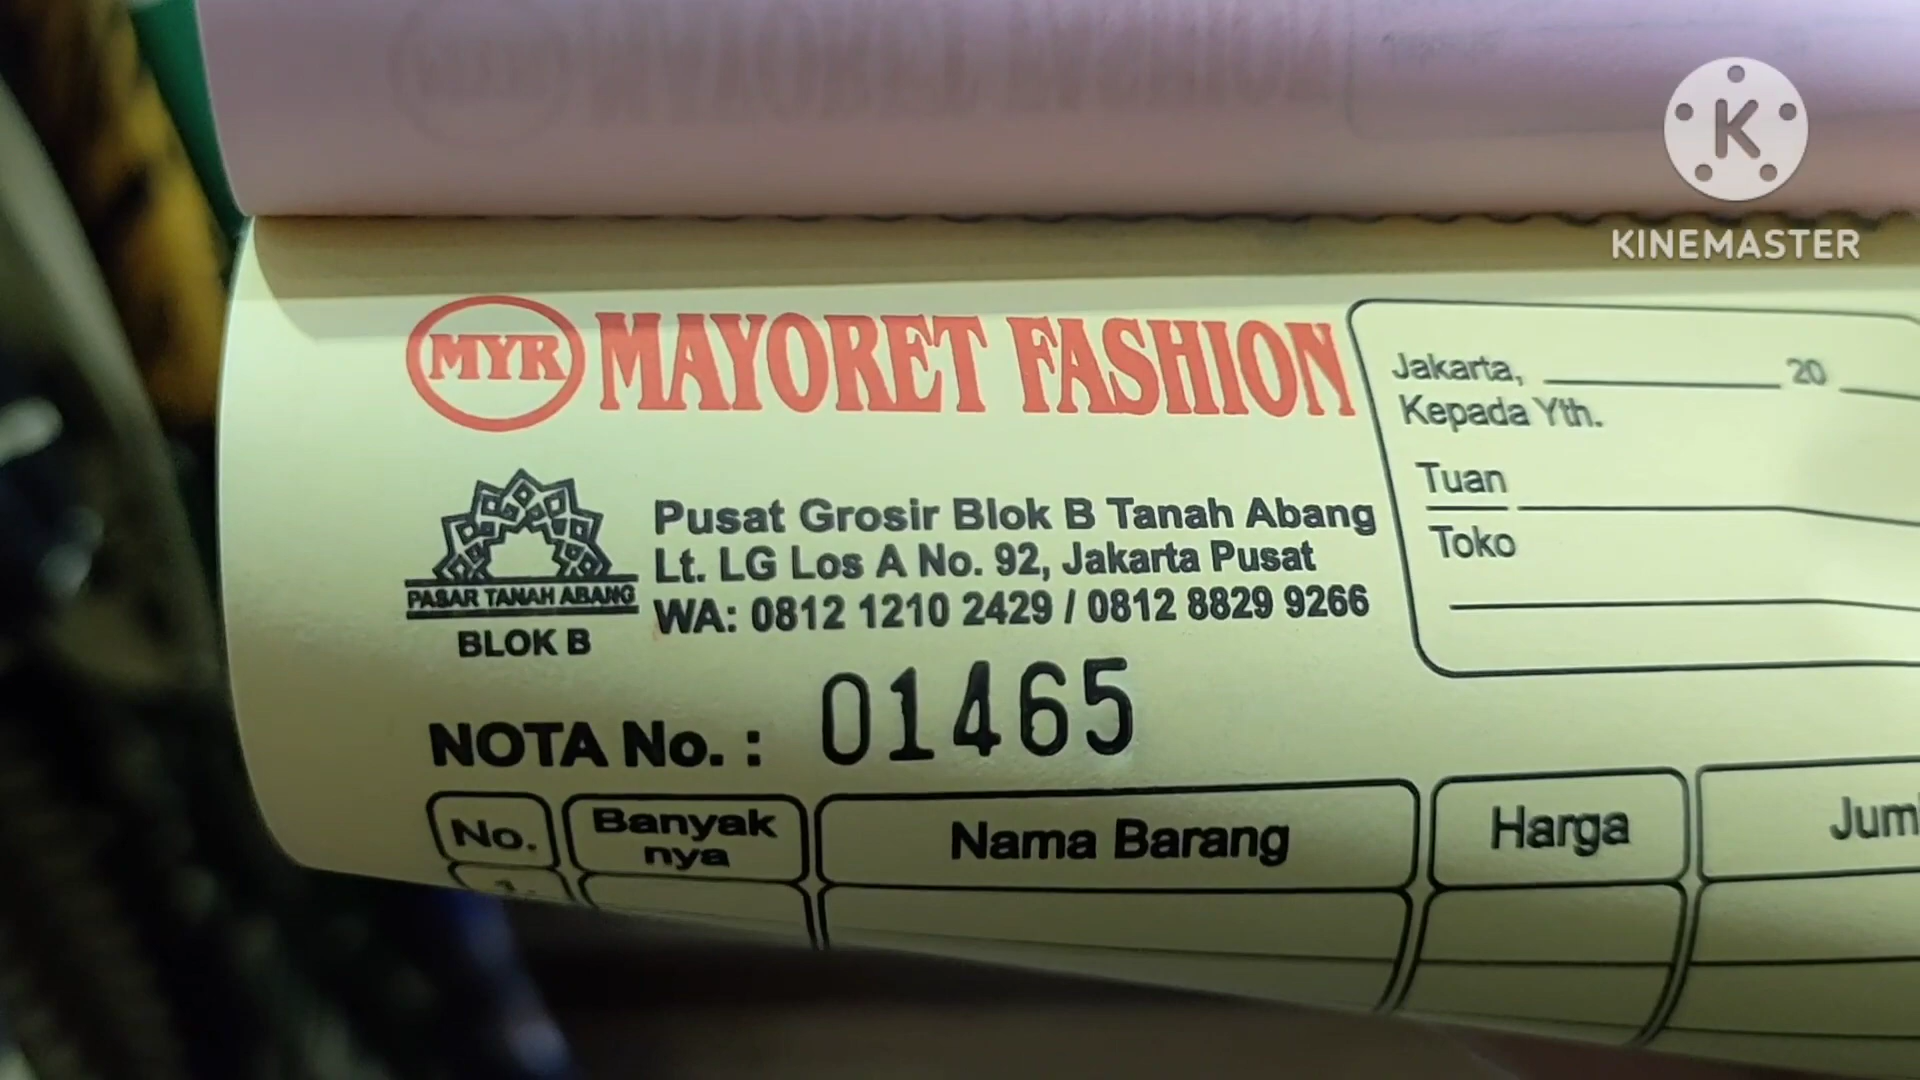 K
KINEMASTER
MYR MAYORET FASHION
PASAR TANAH ABANG
BLOK B
Pusat Grosir Blok B Tanah Abang
Lt. LG Los A No. 92, Jakarta Pusat
WA: 0812 1210 2429 / 0812 8829 9266
Jakarta, 20
Kepada Yth.
Tuan
Toko
NOTA No. : 01465
No. Banyak nya Nama Barang Harga
1.